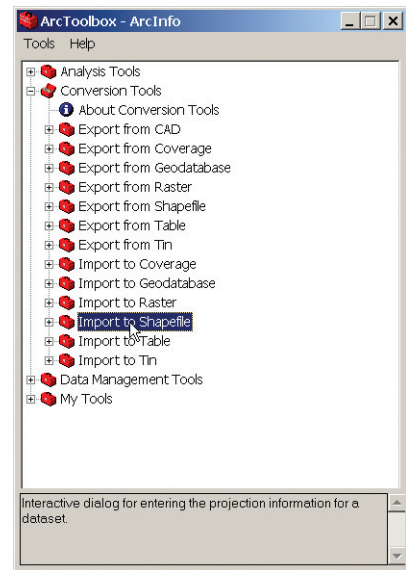 ArcToolbox - ArcInfo
Tools Help
Analysis Tools
Conversion Tools
About Conversion Tools
Export from CAD
Export from Coverage
Export from Geodatabase
Export from Raster
Export from Shapefile
Export from Table
Export from Tin
Import to Coverage
Import to Geodatabase
Import to Raster
Import to Shapefile
Import to Table
Import to Tin
Data Management Tools
My Tools
Interactive dialog for entering the projection information for a
dataset.